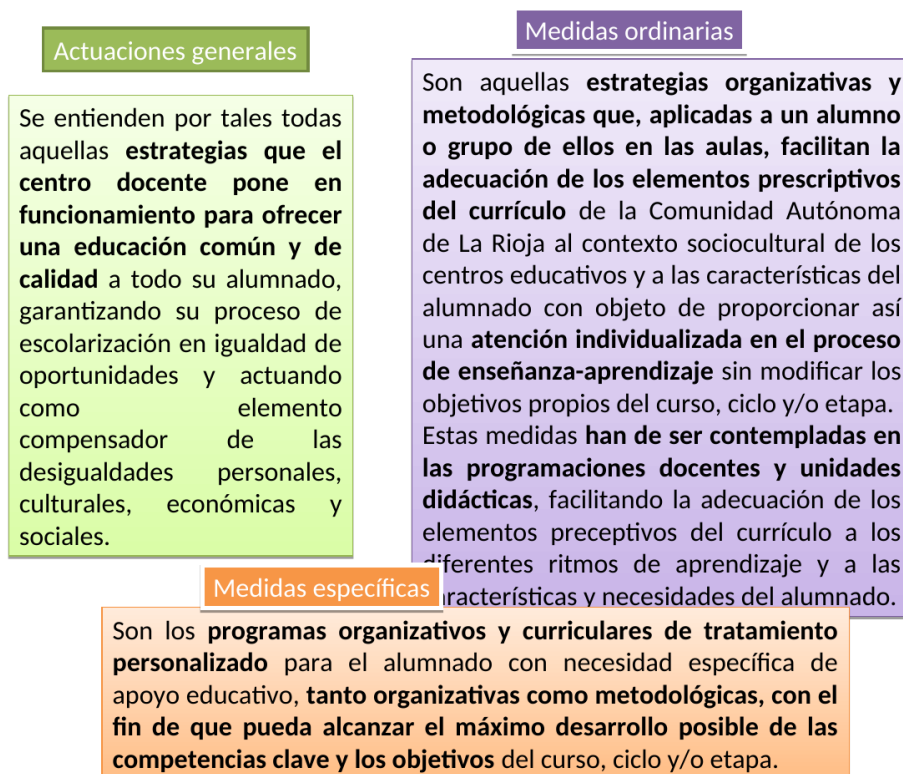 Actuaciones generales
Se entienden por tales todas
aquellas estrategias que el
centro docente pone en
funcionamiento para ofrecer
una educación común y de
calidad a todo su alumnado,
garantizando su proceso de
escolarización en igualdad de
oportunidades y actuando
como elemento
compensador de las
desigualdades personales,
culturales, económicas y
sociales.
Medidas ordinarias
Son aquellas estrategias organizativas y
metodológicas que, aplicadas a un alumno
o grupo de ellos en las aulas, facilitan la
adecuación de los elementos prescriptivos
del currículo de la Comunidad Autónoma
de La Rioja al contexto sociocultural de los
centros educativos y a las características del
alumnado con objeto de proporcionar así
una atención individualizada en el proceso
de enseñanza-aprendizaje sin modificar los
objetivos propios del curso, ciclo y/o etapa.
Estas medidas han de ser contempladas en
las programaciones docentes y unidades
didácticas, facilitando la adecuación de los
elementos preceptivos del currículo a los
diferentes ritmos de aprendizaje y a las
características y necesidades del alumnado.
Medidas específicas
Son los programas organizativos y curriculares de tratamiento
personalizado para el alumnado con necesidad específica de
apoyo educativo, tanto organizativas como metodológicas, con el
fin de que pueda alcanzar el máximo desarrollo posible de las
competencias clave y los objetivos del curso, ciclo y/o etapa.